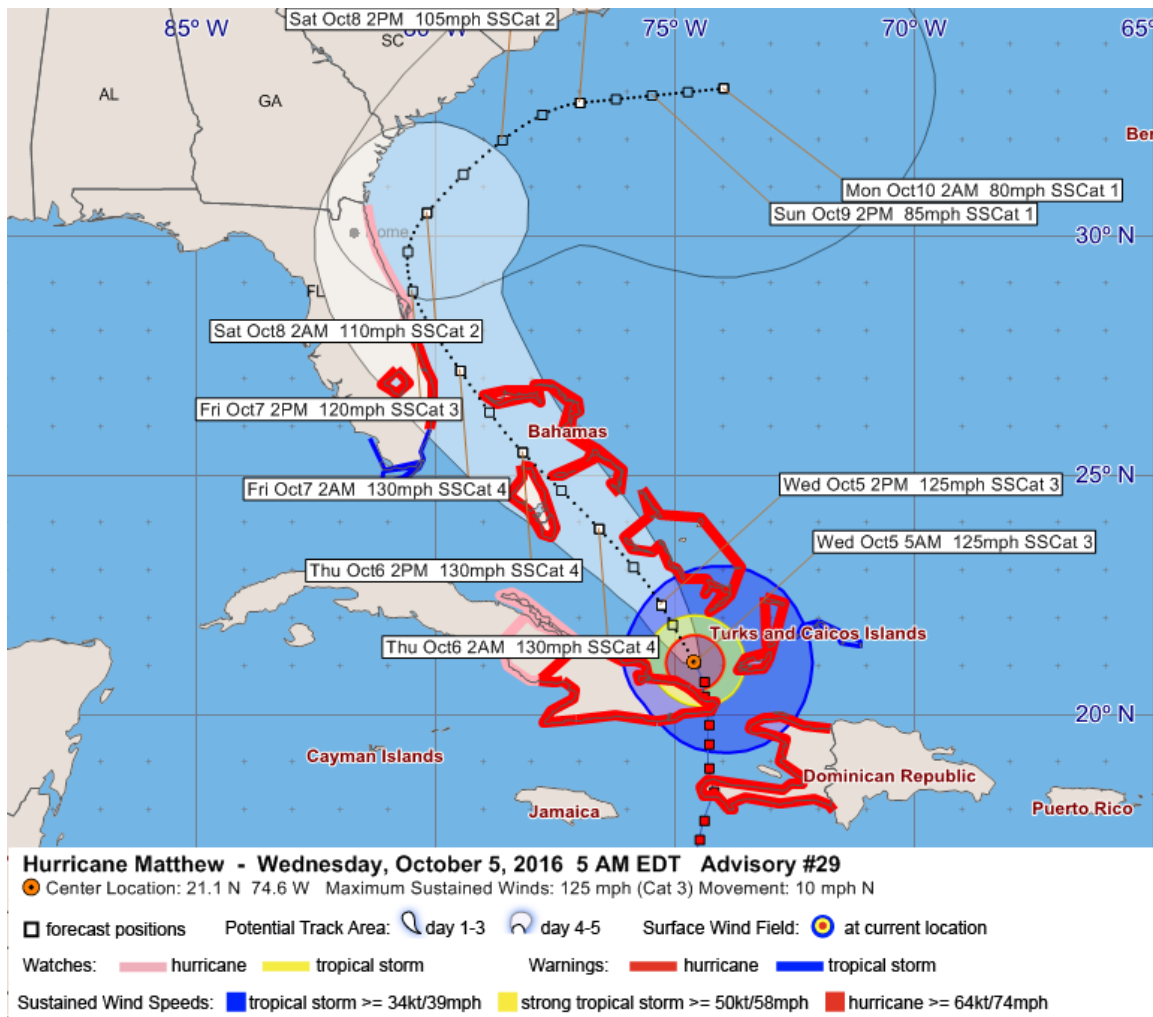 Sat Oct8 2PM 105mph SSCat 2
85º W
75º W
70º W
65º
SC
AL
GA
Ber
Mon Oct10 2AM 80mph SSCat 1
Sun Oct9 2PM 85mph SSCat 1
Home
30º N
FL
Sat Oct8 2AM 110mph SSCat 2
Fri Oct7 2PM 120mph SSCat 3
Bahamas
25º N
Fri Oct7 2AM 130mph SSCat 4
Wed Oct5 2PM 125mph SSCat 3
Wed Oct5 5AM 125mph SSCat 3
Thu Oct6 2PM 130mph SSCat 4
Turks and Caicos Islands
Thu Oct6 2AM 130mph SSCat 4
20º N
Cayman Islands
Dominican Republic
Jamaica
Puerto Rico
Hurricane Matthew - Wednesday, October 5, 2016 5 AM EDT Advisory #29
Center Location: 21.1 N 74.6 W Maximum Sustained Winds: 125 mph (Cat 3) Movement: 10 mph N
forecast positions Potential Track Area: day 1-3 day 4-5 Surface Wind Field: at current location
Watches: hurricane tropical storm Warnings: hurricane tropical storm
Sustained Wind Speeds: tropical storm >= 34kt/39mph strong tropical storm >= 50kt/58mph hurricane >= 64kt/74mph